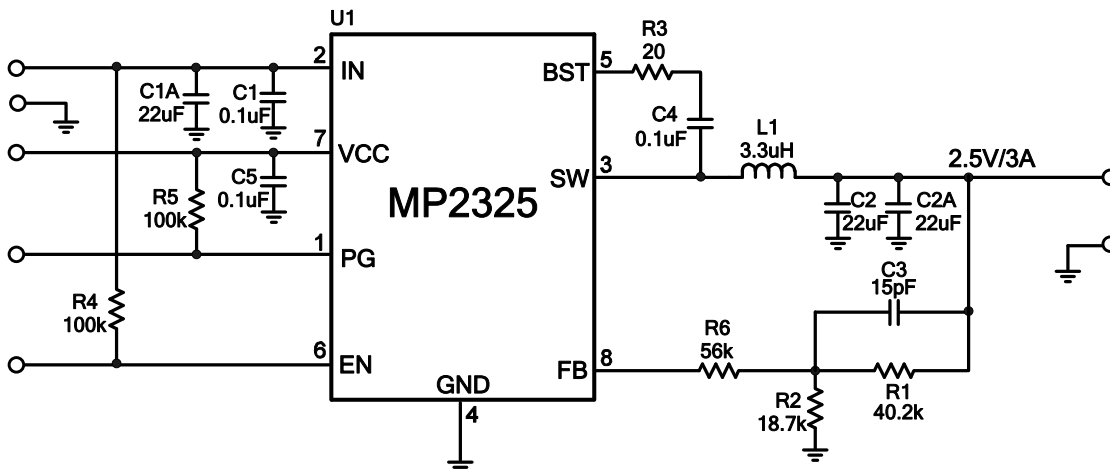 U1
2
IN
C1A
22uF
C1
0.1uF
7
VCC
R5
100k
C5
0.1uF
1
PG
R4
100k
6
EN
MP2325
GND
4
BST
5
R3
20
C4
0.1uF
SW
3
L1
3.3uH
2.5V/3A
C2
22uF
C2A
22uF
C3
15pF
FB
8
R6
56k
R2
18.7k
R1
40.2k